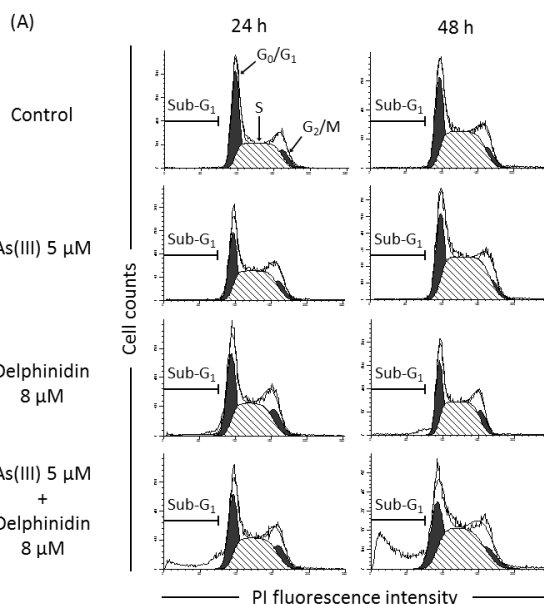 (A)
24 h
48 h
Control
Sub-G1
G0/G1
S
G2/M
Sub-G1
As(III) 5 μM
Sub-G1
Sub-G1
Delphinidin
8 μM
Sub-G1
Sub-G1
As(III) 5 μM
+
Delphinidin
8 μM
Sub-G1
Sub-G1
Cell counts
PI fluorescence intensity